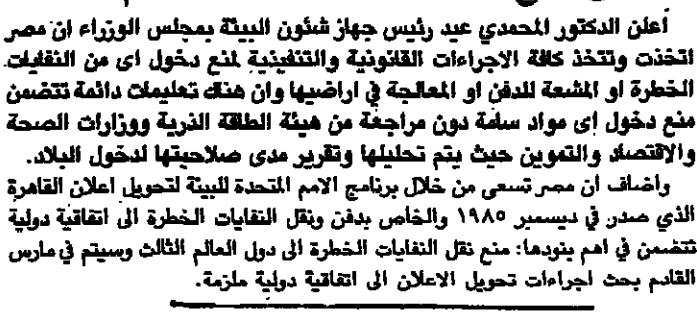 أعلن الدكتور المحمدي عيد رئيس جهاز شئون البيئة بمجلس الوزراء ان مصر
اتخذت وتتخذ كافة الاجراءات القانونية والتنفيذية لمنع دخول اى من النفايات
الخطرة او المشعة للدفن او المعالجة في اراضيها وان هناك تعليمات دائمة تتضمن
منع دخول اى مواد سامة دون مراجعة من هيئة الطاقة الذرية ووزارات الصحة
والاقتصاد والتموين حيث يتم تحليلها وتقرير مدى صلاحيتها لدخول البلاد.
واضاف ان مصر تسعى من خلال برنامج الامم المتحدة للبيئة لتحويل اعلان القاهرة
الذي صدر في ديسمبر ١٩٨٥ والخاص بدفن ونقل النفايات الخطرة الى اتفاقية دولية
تتضمن في اهم بنودها: منع نقل النفايات الخطرة الى دول العالم الثالث وسيتم في مارس
القادم بحث اجراءات تحويل الاعلان الى اتفاقية دولية ملزمة.